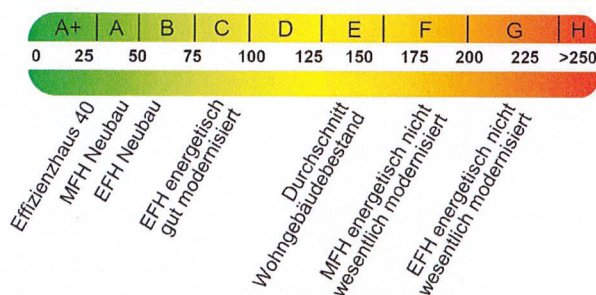 A+ A B C D E F G H
0 25 50 75 100 125 150 175 200 225 >250
Effizienzhaus 40
MFH Neubau
EFH Neubau
EFH energetisch
gut modernisiert
Durchschnitt
Wohngebäudebestand
MFH energetisch nicht
wesentlich modernisiert
EFH energetisch nicht
wesentlich modernisiert